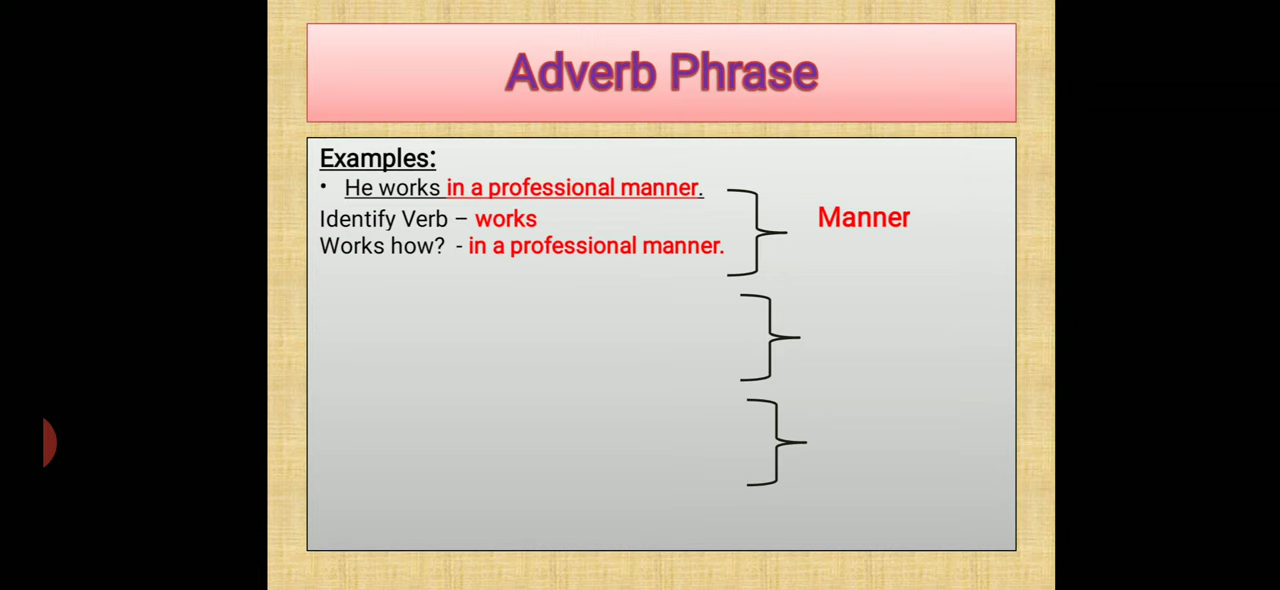 Adverb Phrase
Examples:
• He works in a professional manner.
Identify Verb – works
Works how? - in a professional manner.
Manner